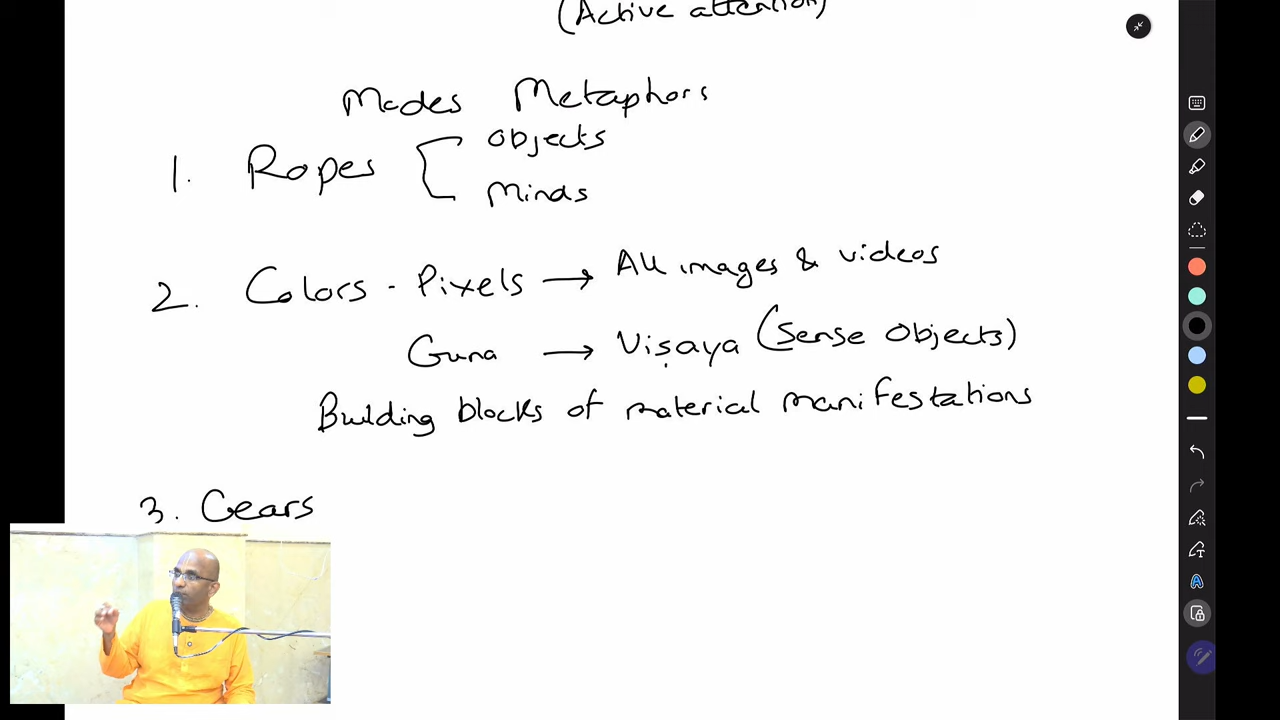 (Active attention)
Modes Metaphors
1. Ropes [ Objects
Minds
2. Colors - Pixels → All images & videos
Guna → Viṣaya (Sense Objects)
Building blocks of material manifestations
3. Gears